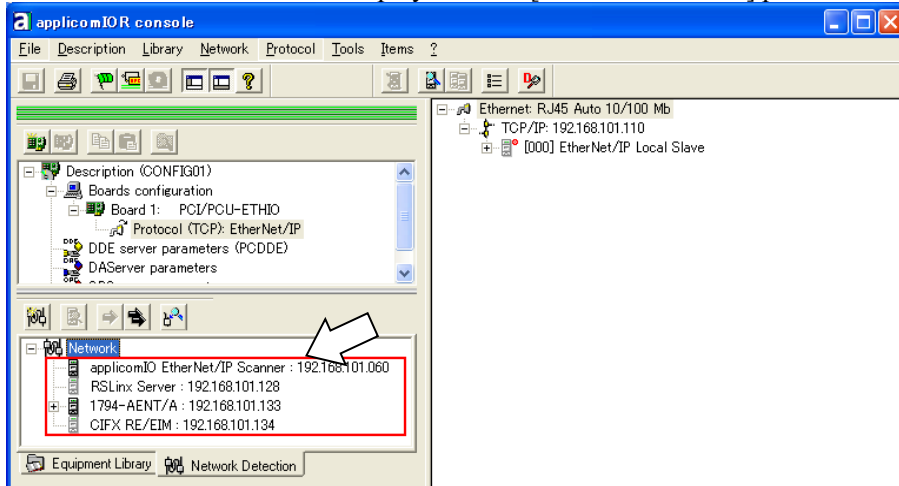 applicomIOR console
File Description Library Network Protocol Tools Items ?
Ethernet: RJ45 Auto 10/100 Mb
TCP/IP: 192.168.101.110
[000] EtherNet/IP Local Slave
Description (CONFIG01)
Boards configuration
Board 1: PCI/PCU-ETHIO
Protocol (TCP): EtherNet/IP
DDE server parameters (PCDDE)
DAServer parameters
Network
applicomIO EtherNet/IP Scanner : 192.168.101.060
RSLinx Server : 192.168.101.128
1794-AENT/A : 192.168.101.133
CIFX RE/EIM : 192.168.101.134
Equipment Library Network Detection